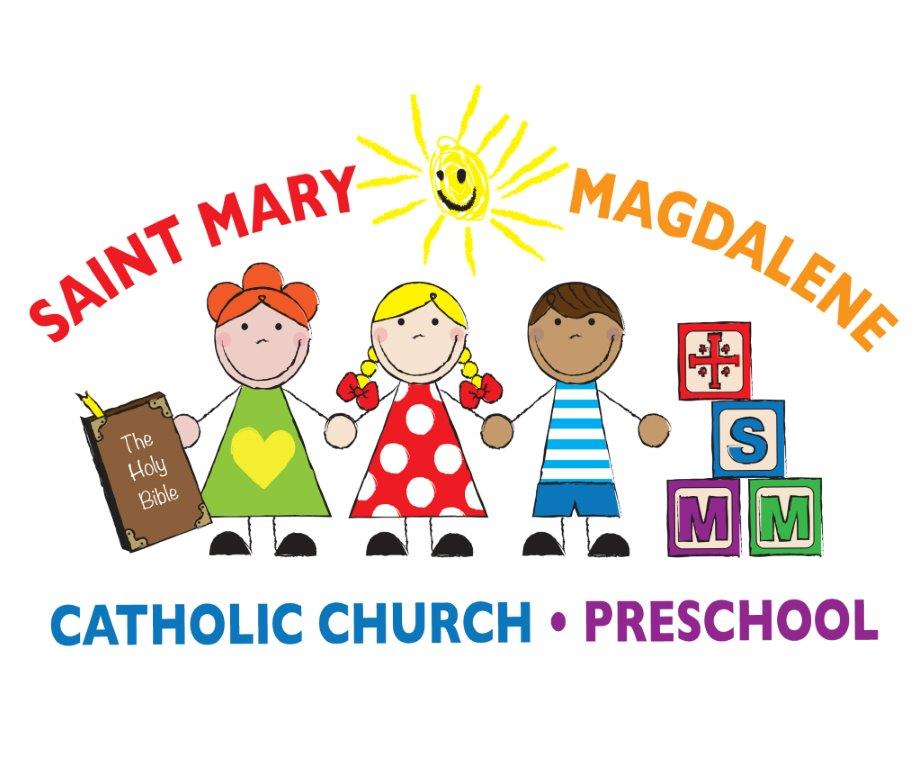 SAINT MARY MAGDALENE
The
Holy
Bible
S
M M
CATHOLIC CHURCH • PRESCHOOL